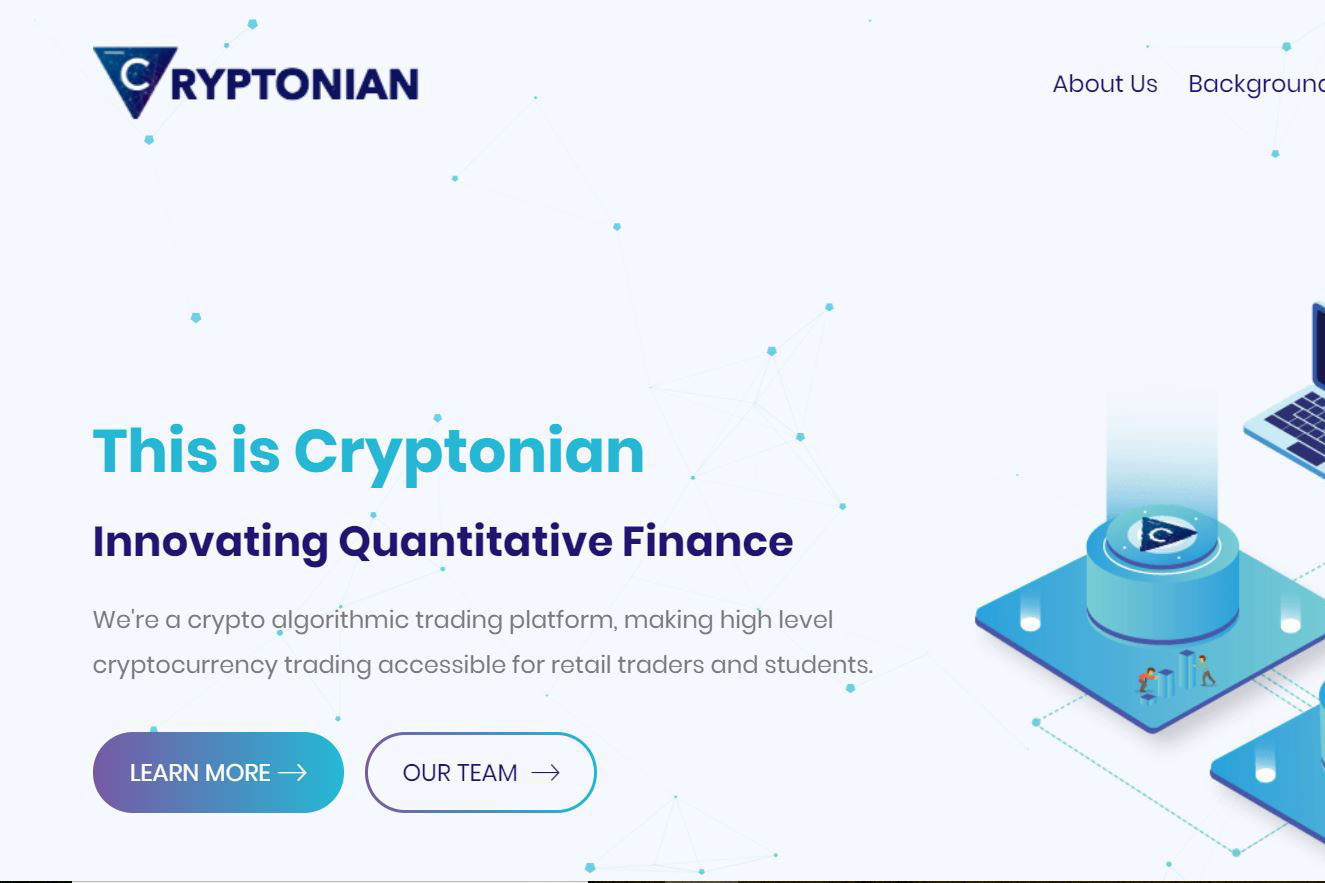 CRYPTONIAN
About Us Background
This is Cryptonian
Innovating Quantitative Finance
We're a crypto algorithmic trading platform, making high level
cryptocurrency trading accessible for retail traders and students.
LEARN MORE
OUR TEAM
C